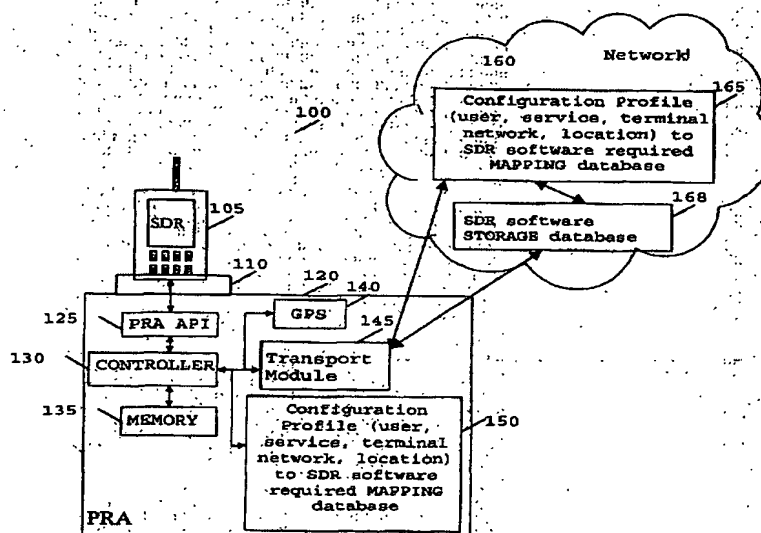 160
Network
165
Configuration Profile
(user, service, terminal
network, location) to
SDR software required
MAPPING database
100
168
SDR software
STORAGE database
SDR
105
110
120
140
GPS
125
PRA API
145
130
CONTROLLER
Transport
Module
135
MEMORY
150
Configuration
Profile (user,
service, terminal
network, location)
to SDR software
required MAPPING
database
PRA